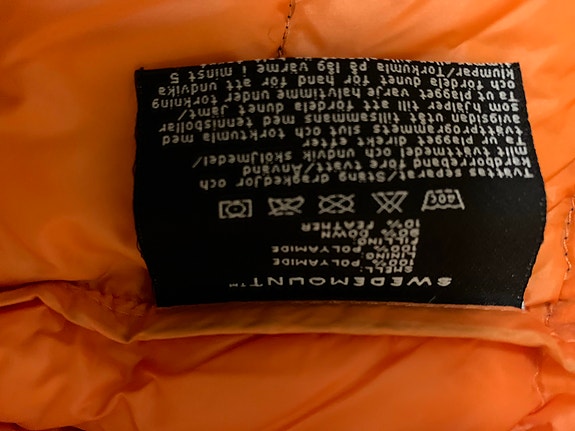 SWEDEMOUNT™
SHELL:
100% POLYAMIDE
LINING:
100% POLYAMIDE
FILLING:
90% DOWN
10% FEATHER
30C
Tvättas separat/Stäng dragkedjor och
kardborreband före tvätt/Använd
milt tvättmedel och undvik sköljmedel/
Ta ur plagget direkt efter
tvättprogrammets slut och torkumla med
avigsidan utåt tillsammans med tennisbollar
som hjälper till att fördela dunet jämt/
Ta ut plagget varje halvtimme under torkning
och fördela dunet för hand för att undvika
klumpar/Torkumla på låg värme i minst 5